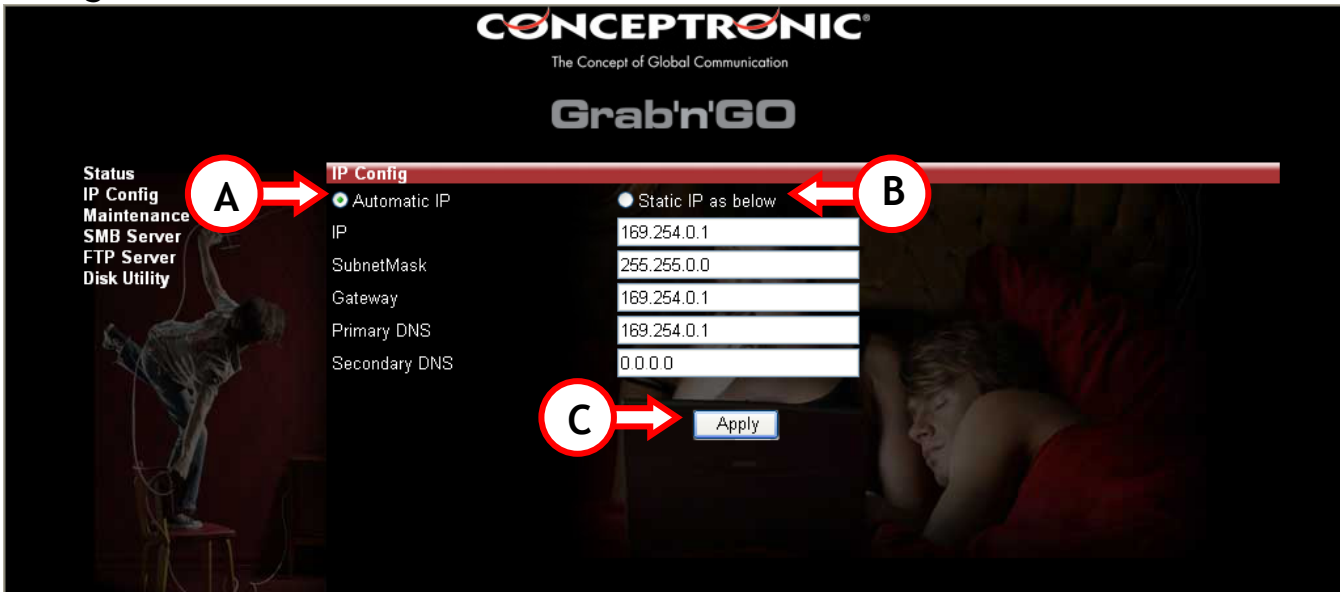 CONCEPTRONIC®
The Concept of Global Communication
Grab'n'GO
Status
IP Config
Maintenance
SMB Server
FTP Server
Disk Utility
A
IP Config
B
Automatic IP
Static IP as below
IP
169.254.0.1
SubnetMask
255.255.0.0
Gateway
169.254.0.1
Primary DNS
169.254.0.1
Secondary DNS
0.0.0.0
C
Apply